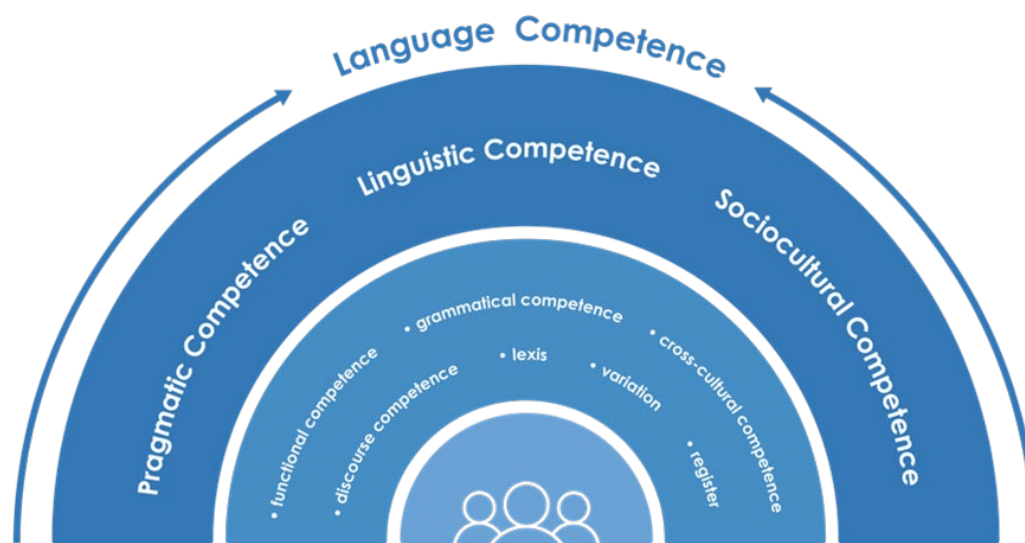 Language Competence
Pragmatic Competence
Linguistic Competence
Sociocultural Competence
• functional competence
• discourse competence
• grammatical competence
• lexis
• variation
• cross-cultural competence
• register